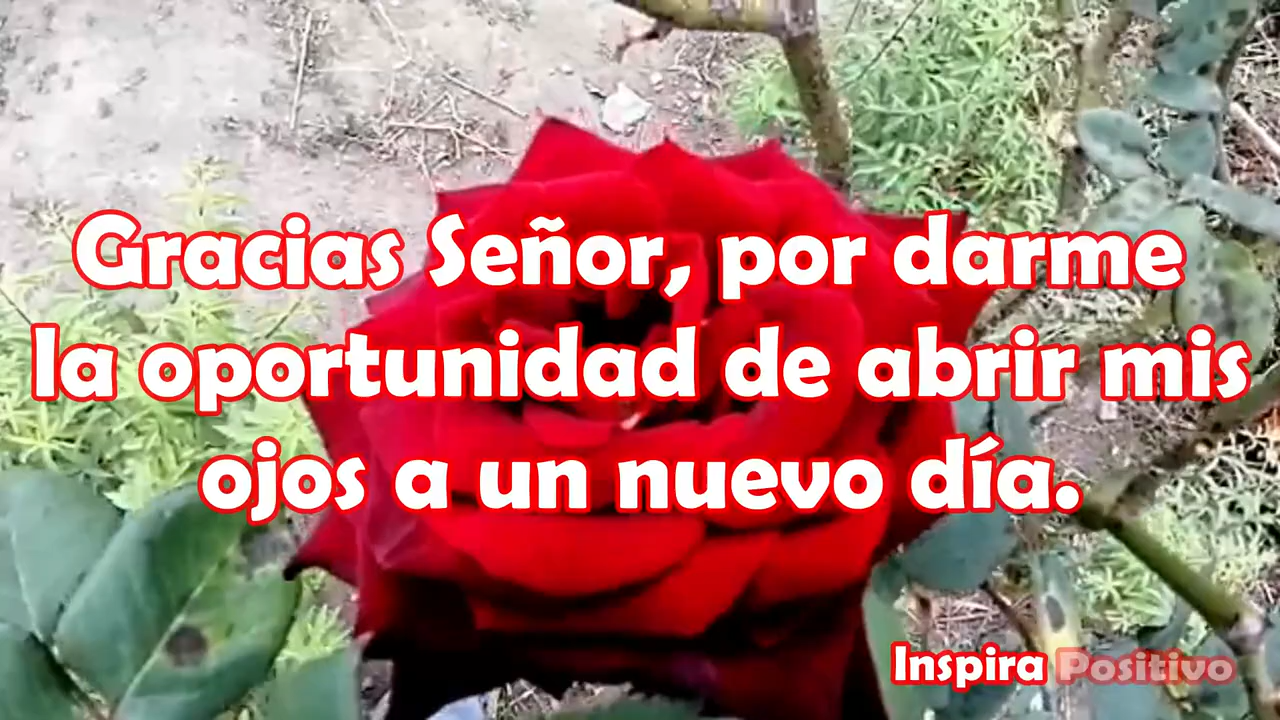 Gracias Señor, por darme
la oportunidad de abrir mis
ojos a un nuevo día.
Inspira Positivo